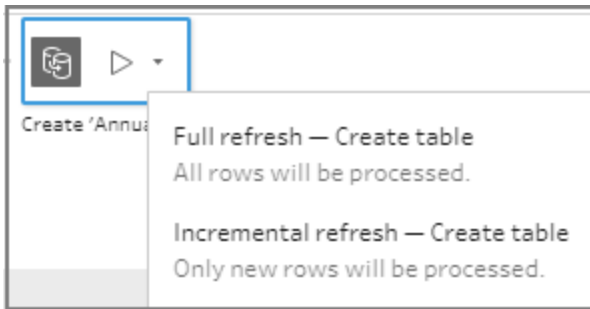 Create 'Annua
Full refresh — Create table
All rows will be processed.
Incremental refresh — Create table
Only new rows will be processed.